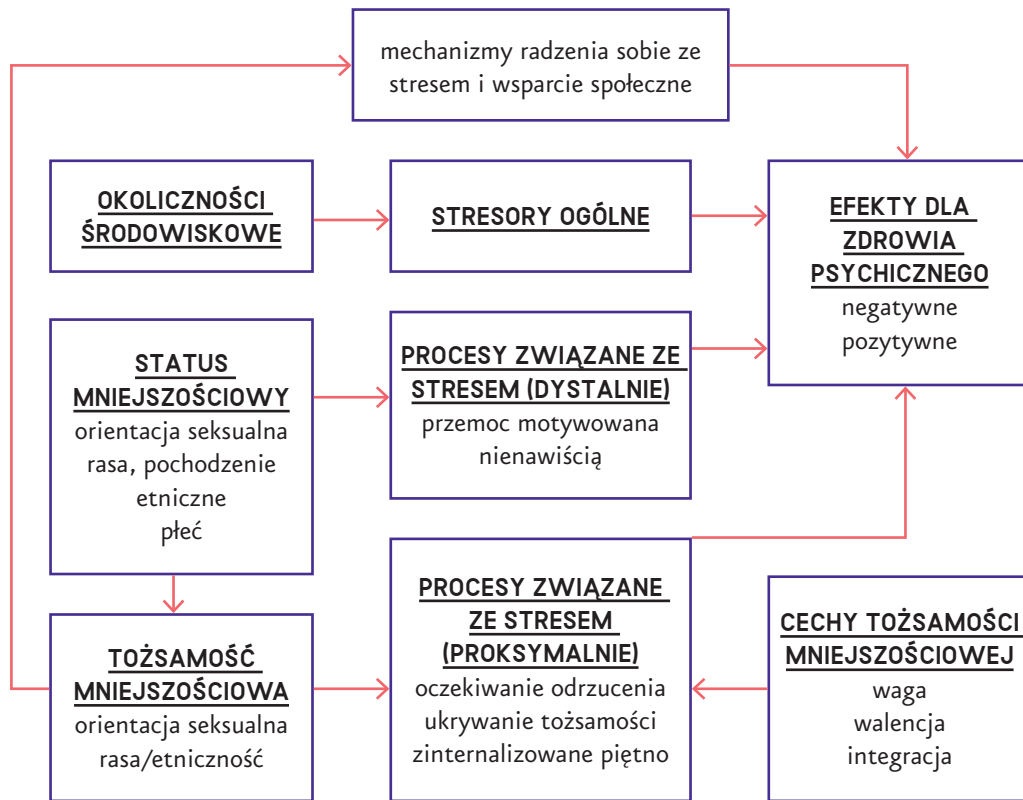 mechanizmy radzenia sobie ze
stresem i wsparcie społeczne
OKOLICZNOŚCI
ŚRODOWISKOWE
STRESORY OGÓLNE
EFEKTY DLA
ZDROWIA
PSYCHICZNEGO
negatywne
pozytywne
STATUS
MNIEJSZOŚCIOWY
orientacja seksualna
rasa, pochodzenie
etniczne
płeć
PROCESY ZWIĄZANE ZE
STRESEM (DYSTALNIE)
przemoc motywowana
nienawiścią
TOŻSAMOŚĆ
MNIEJSZOŚCIOWA
orientacja seksualna
rasa/etniczność
PROCESY ZWIĄZANE
ZE STRESEM
(PROKSYMALNIE)
oczekiwanie odrzucenia
ukrywanie tożsamości
zinternalizowane piętno
CECHY TOŻSAMOŚCI
MNIEJSZOŚCIOWEJ
waga
walencja
integracja